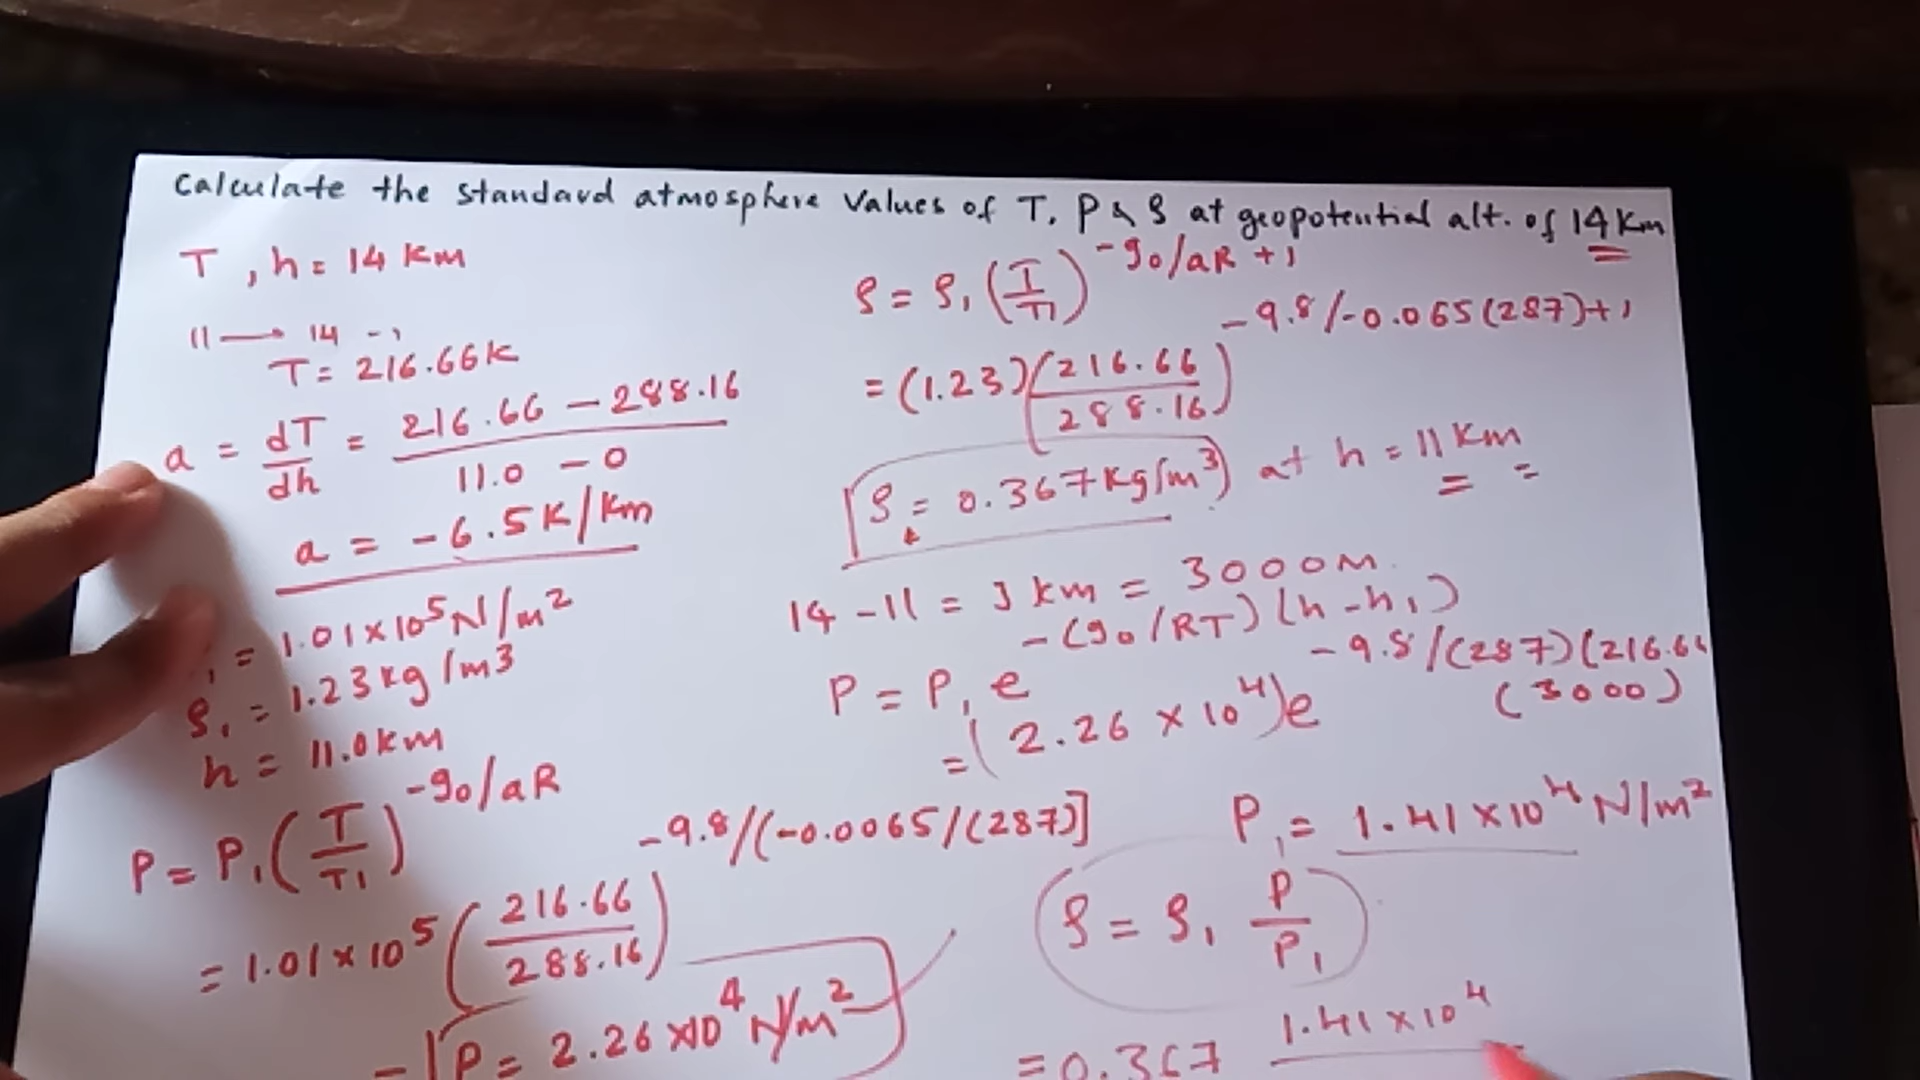 Calculate the standard atmosphere Values of T, P & ρ at geopotential alt. of 14 Km
T , h = 14 Km
11 → 14 -
T = 216.66K
a = dT/dh = 216.66 - 288.16 / 11.0 - 0
a = -6.5K/Km
= 1.01 × 10^5 N/m^2
ρ1 = 1.23 kg/m3
h = 11.0km
P = P1 (T/T1)^-g0/aR
= 1.01 × 10^5 (216.66/288.16)^-9.8/(-0.0065/(287)]
P = 2.26 ×10^4 N/m^2
ρ = ρ1 (T/T1)^-g0/aR + 1
= (1.23) (216.66/288.16)^-9.8/-0.065(287)+1
ρ = 0.367 Kg/m^3) at h = 11 Km
14 - 11 = 3 km = 3000m
P = P1 e^-(g0/RT)(h-h1)
= (2.26 × 10^4)e^-9.8/(287)(216.66 (3000)
P1 = 1.41 × 10^4 N/m^2
ρ = ρ1 P/P1
= 0.367 1.41 × 10^4